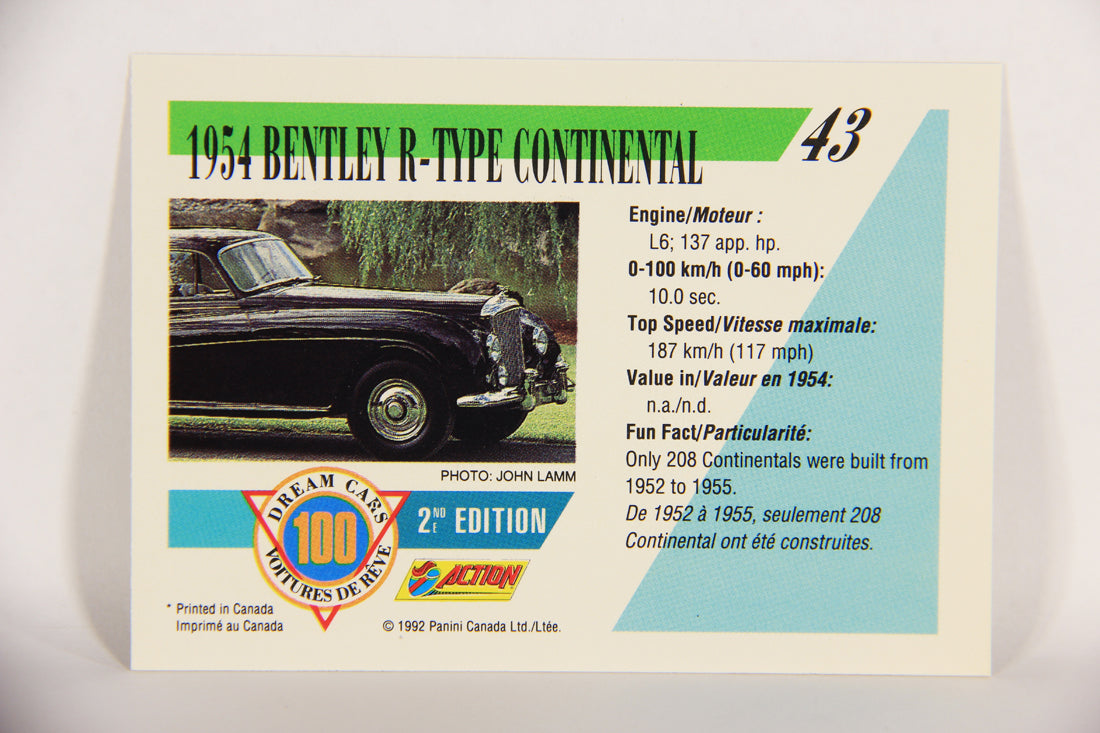 1954 BENTLEY R-TYPE CONTINENTAL
43
Engine/Moteur :
L6; 137 app. hp.
0-100 km/h (0-60 mph):
10.0 sec.
Top Speed/Vitesse maximale:
187 km/h (117 mph)
Value in/Valeur en 1954:
n.a./n.d.
Fun Fact/Particularité:
Only 208 Continentals were built from
1952 to 1955.
De 1952 à 1955, seulement 208
Continental ont été construites.
PHOTO: JOHN LAMM
DREAM CARS
100
VOITURES DE RÊVE
2ND E EDITION
ACTION
* Printed in Canada
Imprimé au Canada
© 1992 Panini Canada Ltd./Ltée.